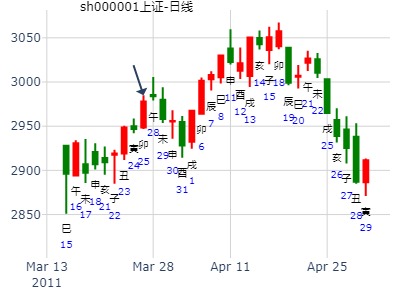 sh000001上证-日线
3050
3000
2950
2900
2850
巳
15
午
16
未
17
申
18
亥
21
子
22
丑
23
寅
24
卯
25
午
28
未
29
申
30
酉
31
戌
1
卯
6
辰
7
巳
8
申
11
酉
12
戌
13
亥
14
子
15
卯
18
辰
19
巳
20
午
21
未
22
戌
25
亥
26
子
27
丑
28
寅
29
Mar 13
2011
Mar 28
Apr 11
Apr 25